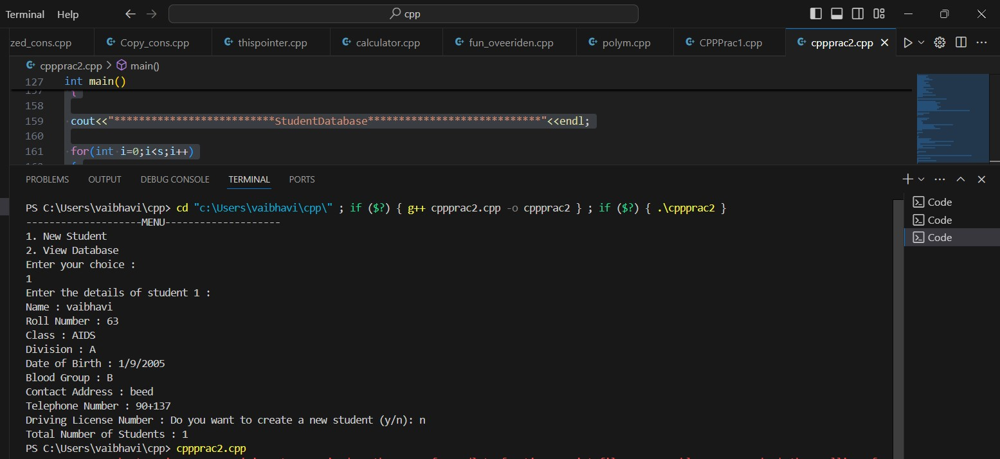 Terminal Help cpp
zed_cons.cpp Copy_cons.cpp thispointer.cpp calculator.cpp fun_oveeriden.cpp polym.cpp CPPPrac1.cpp cppprac2.cpp
cppprac2.cpp > main()
127 int main()
157 {
158
159 cout<<"**************************StudentDatabase****************************"<<endl;
160
161 for(int i=0;i<s;i++)
PROBLEMS OUTPUT DEBUG CONSOLE TERMINAL PORTS
PS C:\Users\vaibhavi\cpp> cd "c:\Users\vaibhavi\cpp\" ; if ($?) { g++ cppprac2.cpp -o cppprac2 } ; if ($?) { .\cppprac2 }
--------------------MENU--------------------
1. New Student
2. View Database
Enter your choice :
1
Enter the details of student 1 :
Name : vaibhavi
Roll Number : 63
Class : AIDS
Division : A
Date of Birth : 1/9/2005
Blood Group : B
Contact Address : beed
Telephone Number : 90+137
Driving License Number : Do you want to create a new student (y/n): n
Total Number of Students : 1
PS C:\Users\vaibhavi\cpp> cppprac2.cpp
Code
Code
Code